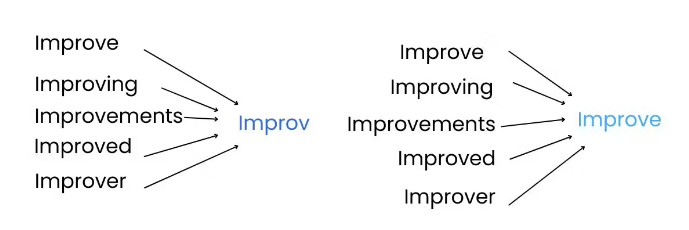 Improve
Improving
Improvements
Improved
Improver
Improv
Improve
Improving
Improvements
Improved
Improver
Improve